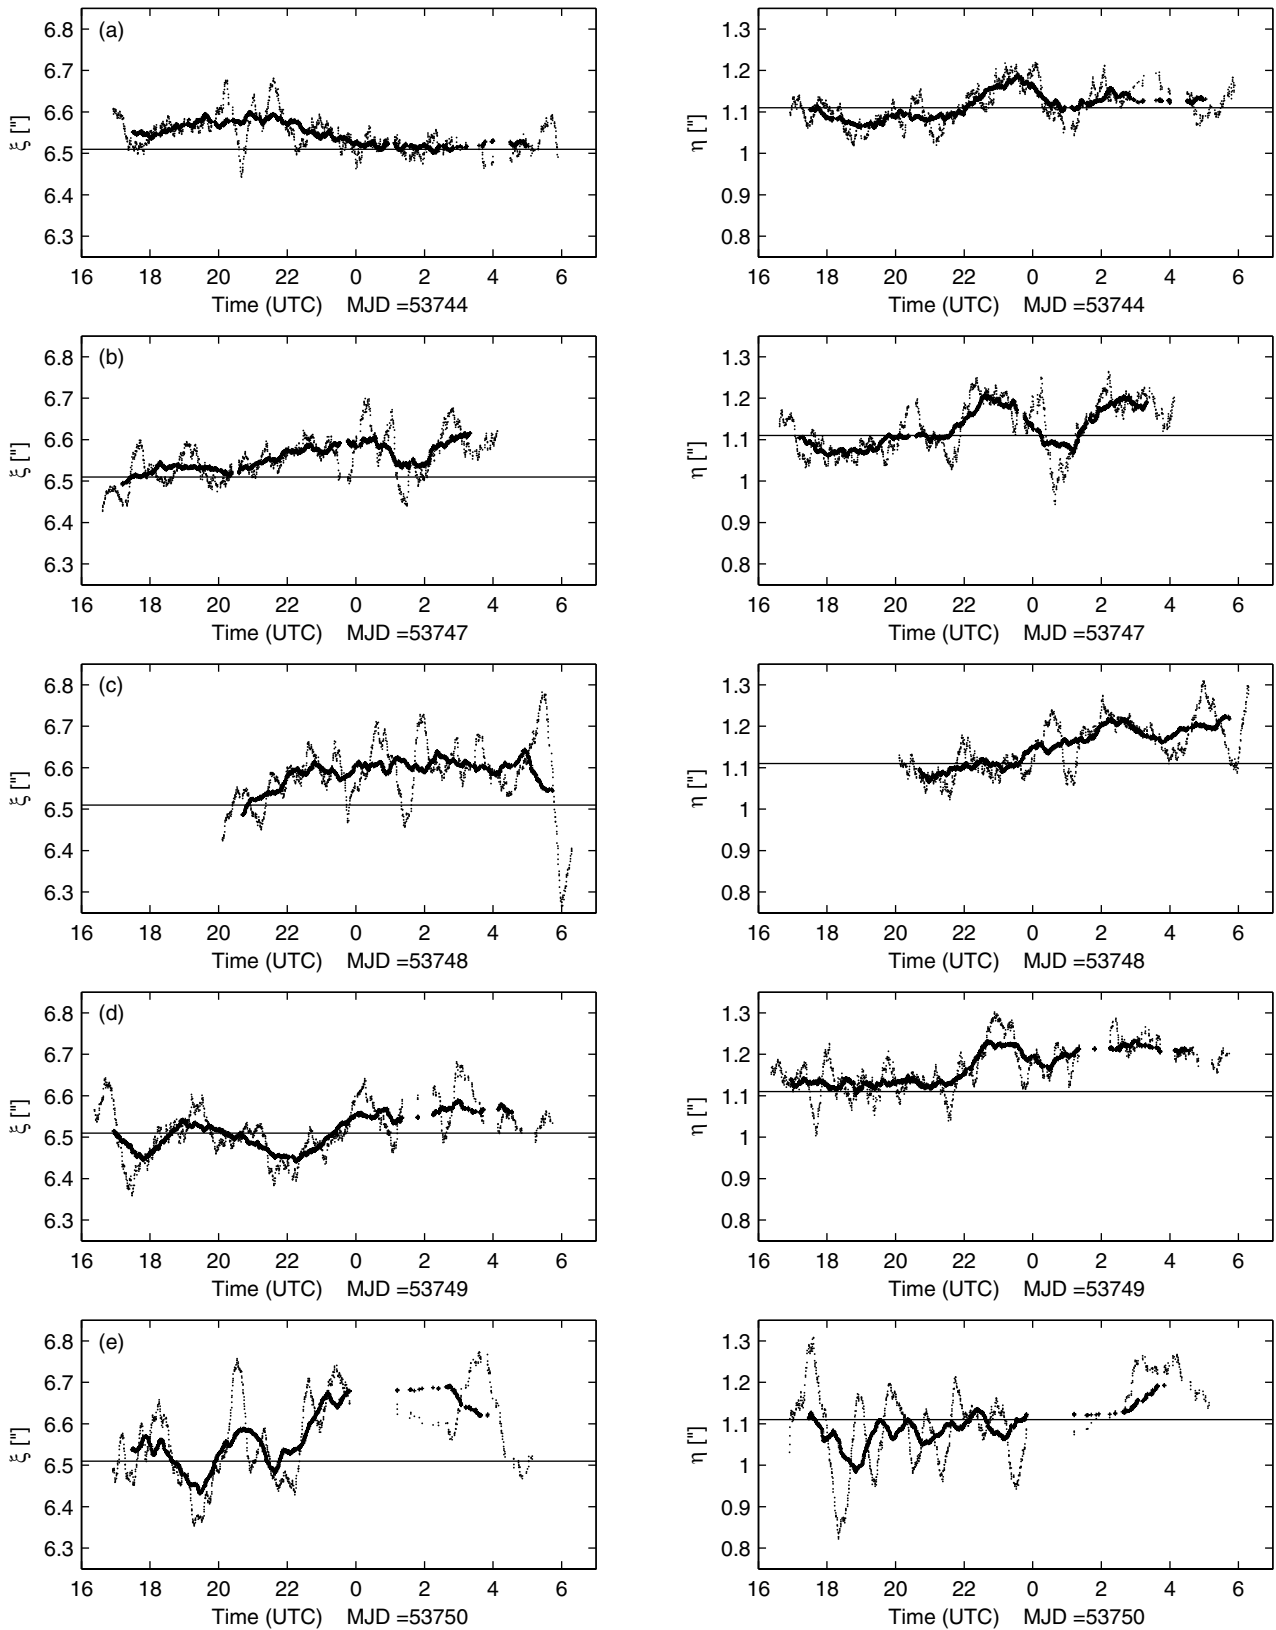 (a)
6.8
6.7
6.6
6.5
6.4
6.3
ξ ["]
16 18 20 22 0 2 4 6
Time (UTC) MJD =53744
1.3
1.2
1.1
1
0.9
0.8
η ["]
16 18 20 22 0 2 4 6
Time (UTC) MJD =53744
(b)
6.8
6.7
6.6
6.5
6.4
6.3
ξ ["]
16 18 20 22 0 2 4 6
Time (UTC) MJD =53747
1.3
1.2
1.1
1
0.9
0.8
η ["]
16 18 20 22 0 2 4 6
Time (UTC) MJD =53747
(c)
6.8
6.7
6.6
6.5
6.4
6.3
ξ ["]
16 18 20 22 0 2 4 6
Time (UTC) MJD =53748
1.3
1.2
1.1
1
0.9
0.8
η ["]
16 18 20 22 0 2 4 6
Time (UTC) MJD =53748
(d)
6.8
6.7
6.6
6.5
6.4
6.3
ξ ["]
16 18 20 22 0 2 4 6
Time (UTC) MJD =53749
1.3
1.2
1.1
1
0.9
0.8
η ["]
16 18 20 22 0 2 4 6
Time (UTC) MJD =53749
(e)
6.8
6.7
6.6
6.5
6.4
6.3
ξ ["]
16 18 20 22 0 2 4 6
Time (UTC) MJD =53750
1.3
1.2
1.1
1
0.9
0.8
η ["]
16 18 20 22 0 2 4 6
Time (UTC) MJD =53750